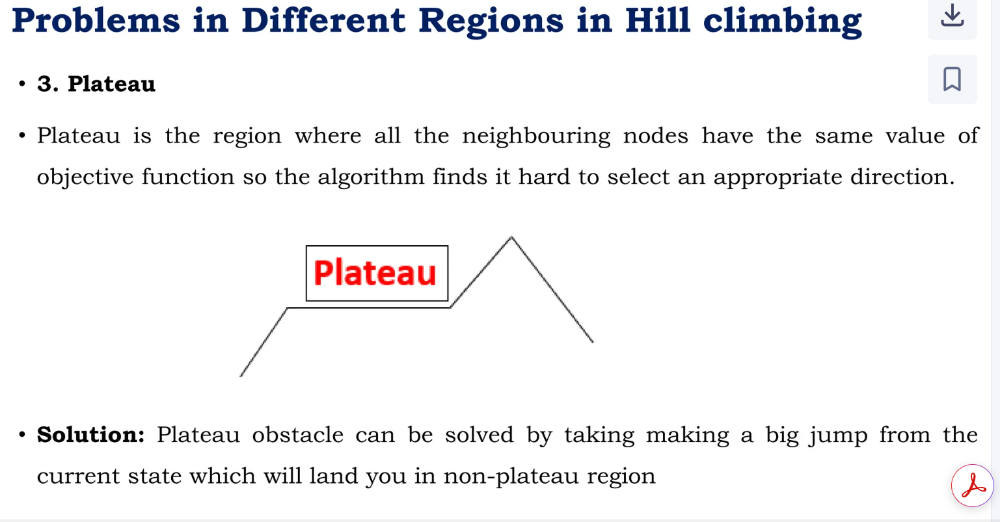 Problems in Different Regions in Hill climbing
• 3. Plateau
• Plateau is the region where all the neighbouring nodes have the same value of
objective function so the algorithm finds it hard to select an appropriate direction.
Plateau
• Solution: Plateau obstacle can be solved by taking making a big jump from the
current state which will land you in non-plateau region